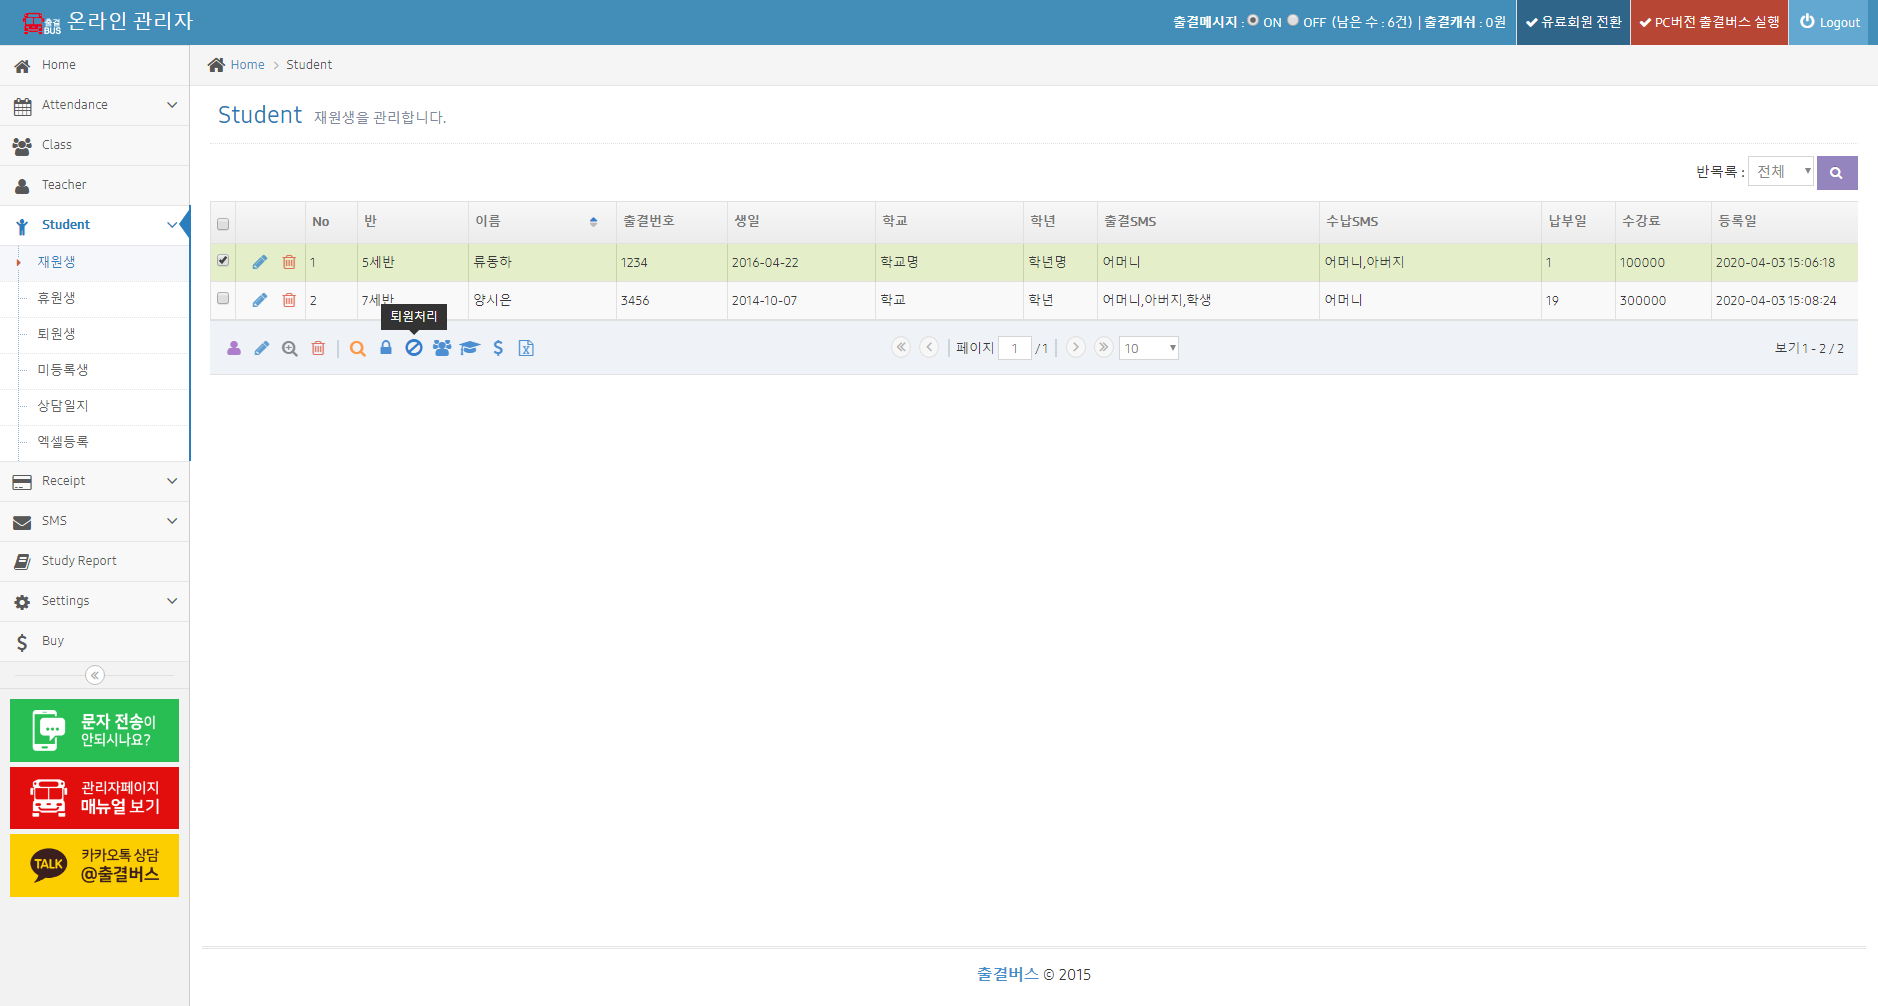 출결 BUS 온라인 관리자
출결메시지 : ON OFF (남은 수 : 6건) | 출결캐쉬 : 0원
유료회원 전환
PC버전 출결버스 실행
Logout
Home
Attendance
Class
Teacher
Student
재원생
휴원생
퇴원생
미등록생
상담일지
엑셀등록
Receipt
SMS
Study Report
Settings
Buy
문자 전송이
안되시나요?
관리자페이지
매뉴얼 보기
TALK
카카오톡 상담
@출결버스
Home > Student
Student 재원생을 관리합니다.
반목록 : 전체
No 반 이름 출결번호 생일 학교 학년 출결SMS 수납SMS 납부일 수강료 등록일
1 5세반 류동하 1234 2016-04-22 학교명 학년명 어머니 어머니,아버지 1 100000 2020-04-03 15:06:18
2 7세반 양시은 3456 2014-10-07 학교 학년 어머니,아버지,학생 어머니 19 300000 2020-04-03 15:08:24
퇴원처리
페이지 1 / 1 10
보기 1 - 2 / 2
출결버스 © 2015